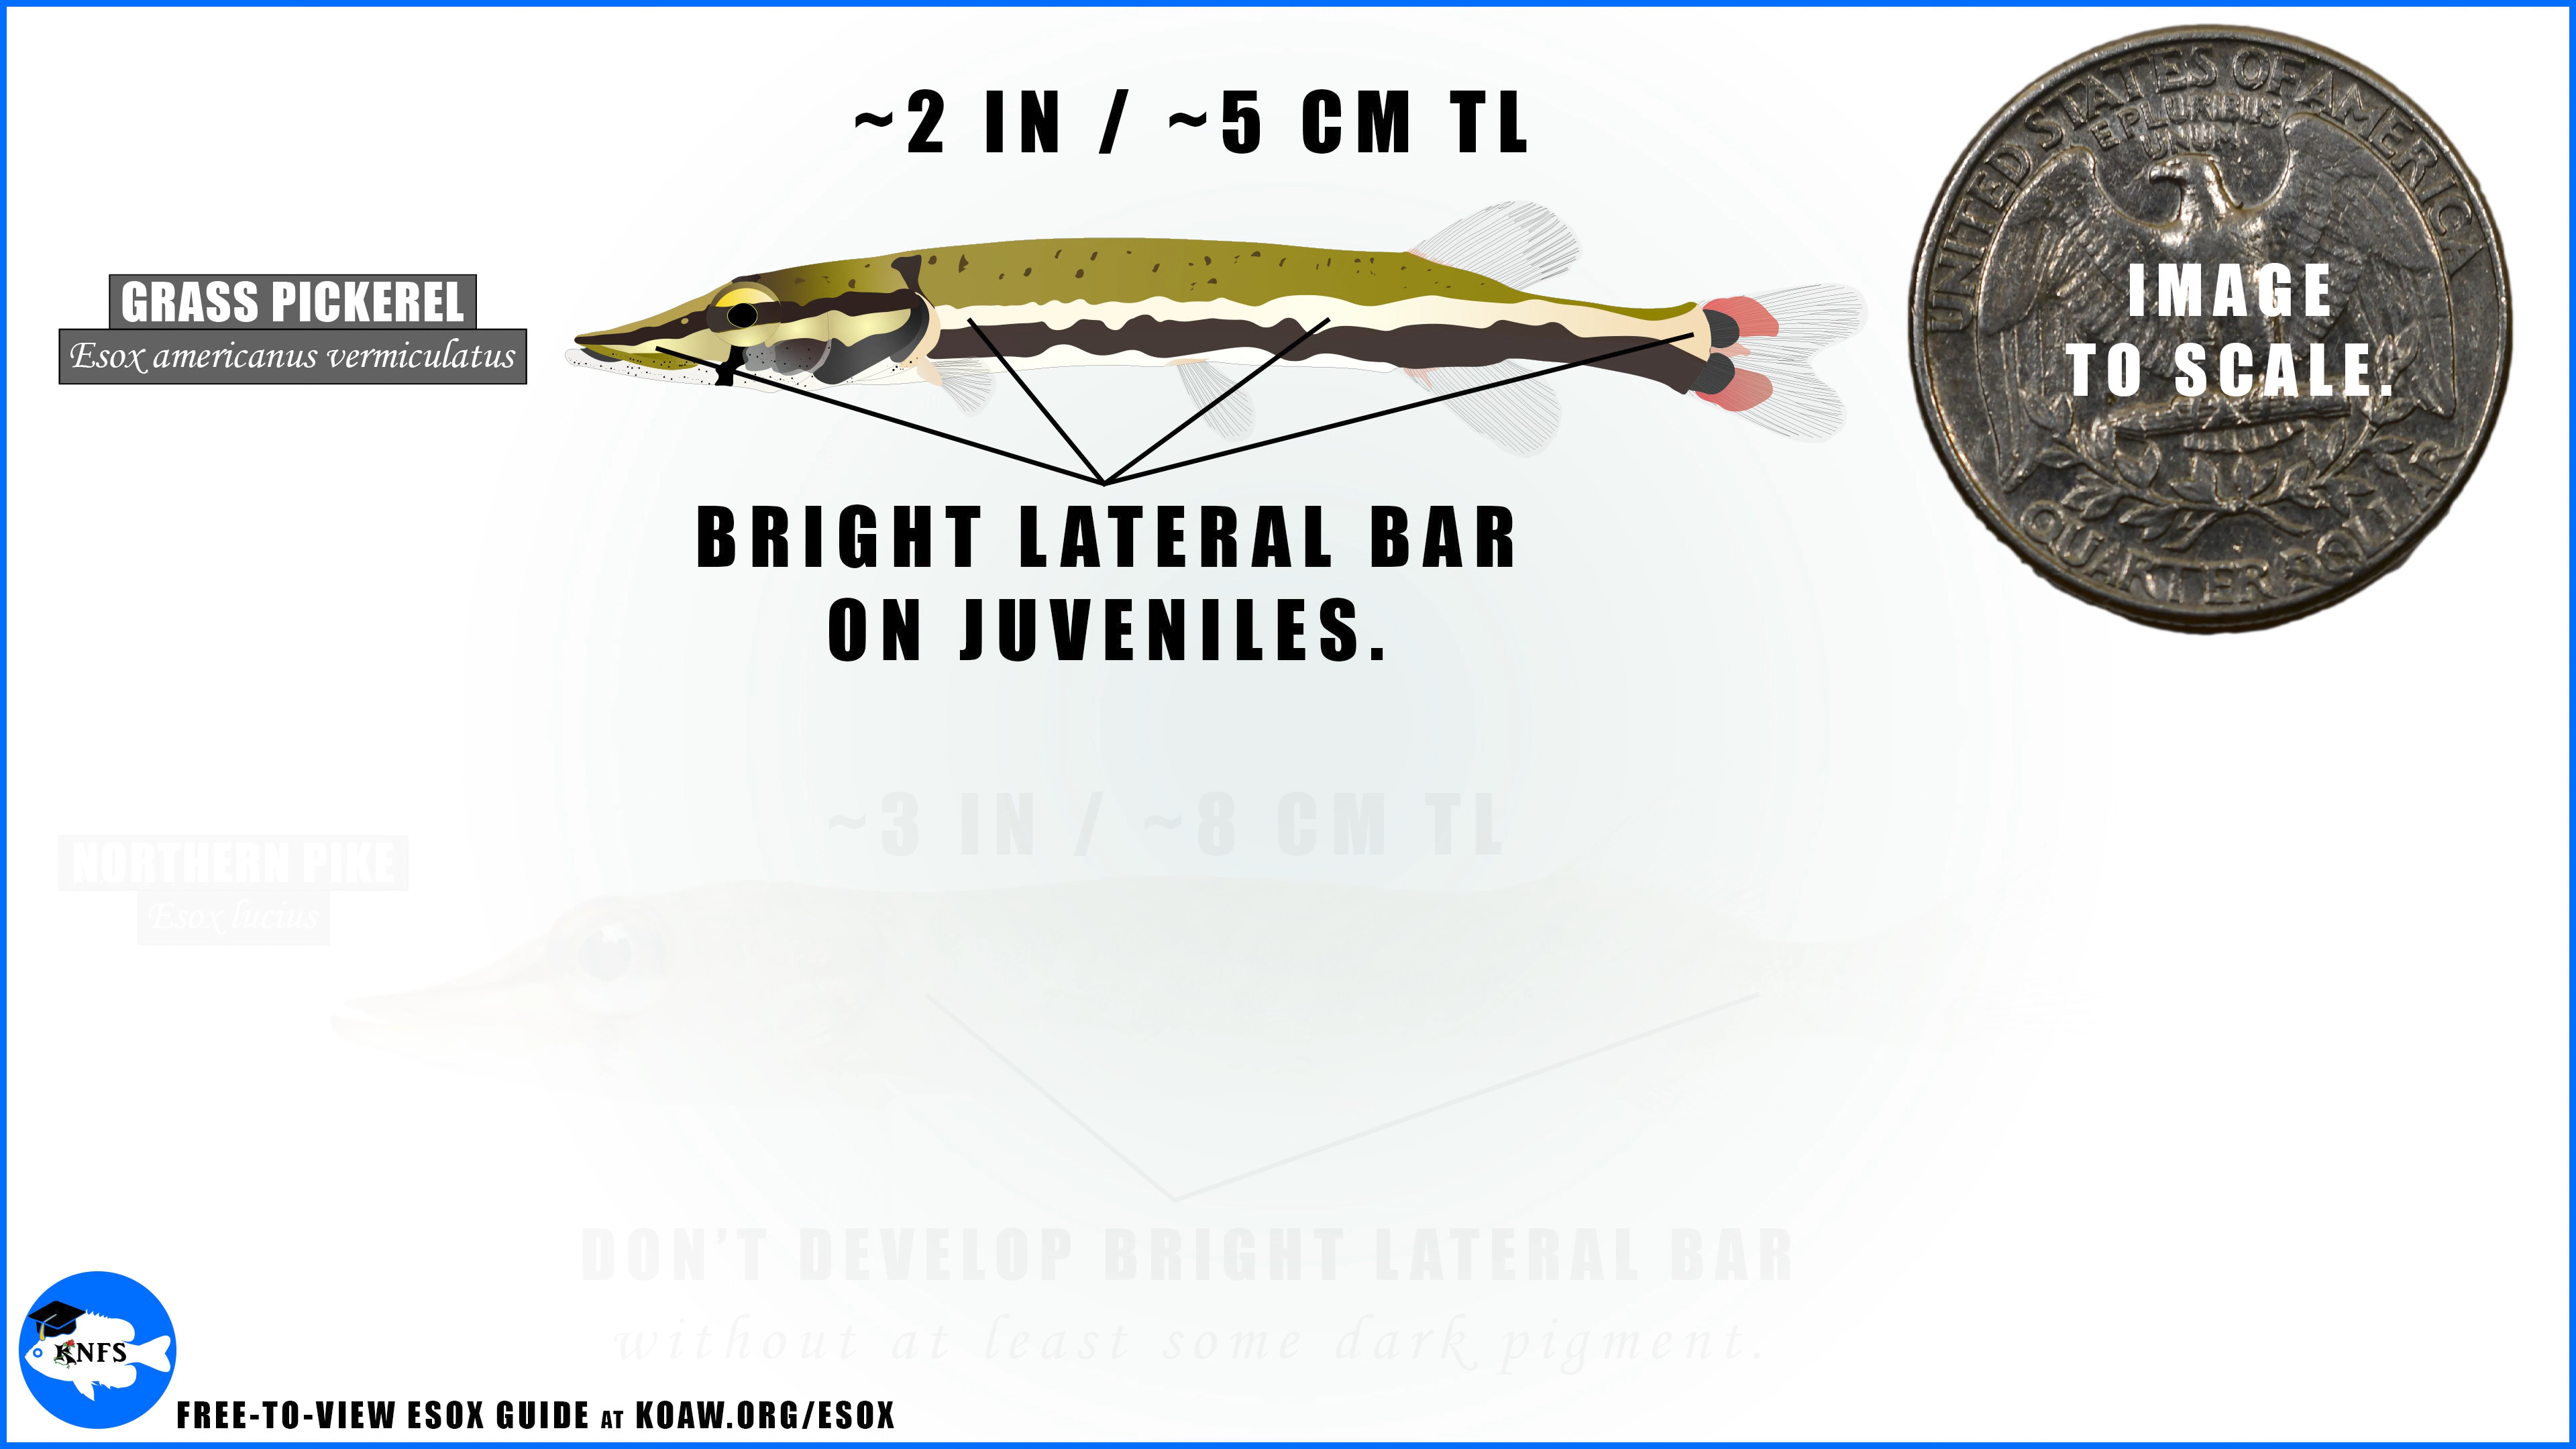 ~2 IN / ~5 CM TL
GRASS PICKEREL
Esox americanus vermiculatus
UNITED STATES OF AMERICA
E PLURIBUS
UNUM
IMAGE
TO SCALE.
QUARTER DOLLAR
BRIGHT LATERAL BAR
ON JUVENILES.
~3 IN / ~8 CM TL
NORTHERN PIKE
Esox lucius
DON'T DEVELOP BRIGHT LATERAL BAR
without at least some dark pigment.
KNFS
FREE-TO-VIEW ESOX GUIDE AT KOAW.ORG/ESOX